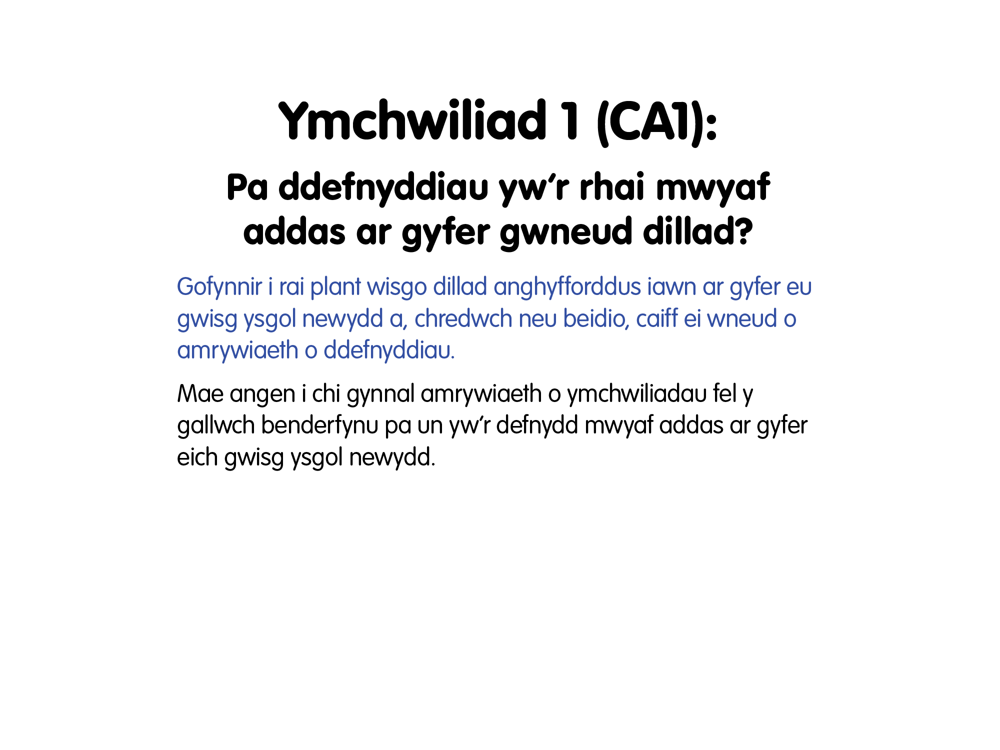 Ymchwiliad 1 (CA1):
Pa ddefnyddiau yw’r rhai mwyaf
addas ar gyfer gwneud dillad?
Gofynnir i rai plant wisgo dillad anghyfforddus iawn ar gyfer eu
gwisg ysgol newydd a, chredwch neu beidio, caiff ei wneud o
amrywiaeth o ddefnyddiau.
Mae angen i chi gynnal amrywiaeth o ymchwiliadau fel y
gallwch benderfynu pa un yw’r defnydd mwyaf addas ar gyfer
eich gwisg ysgol newydd.